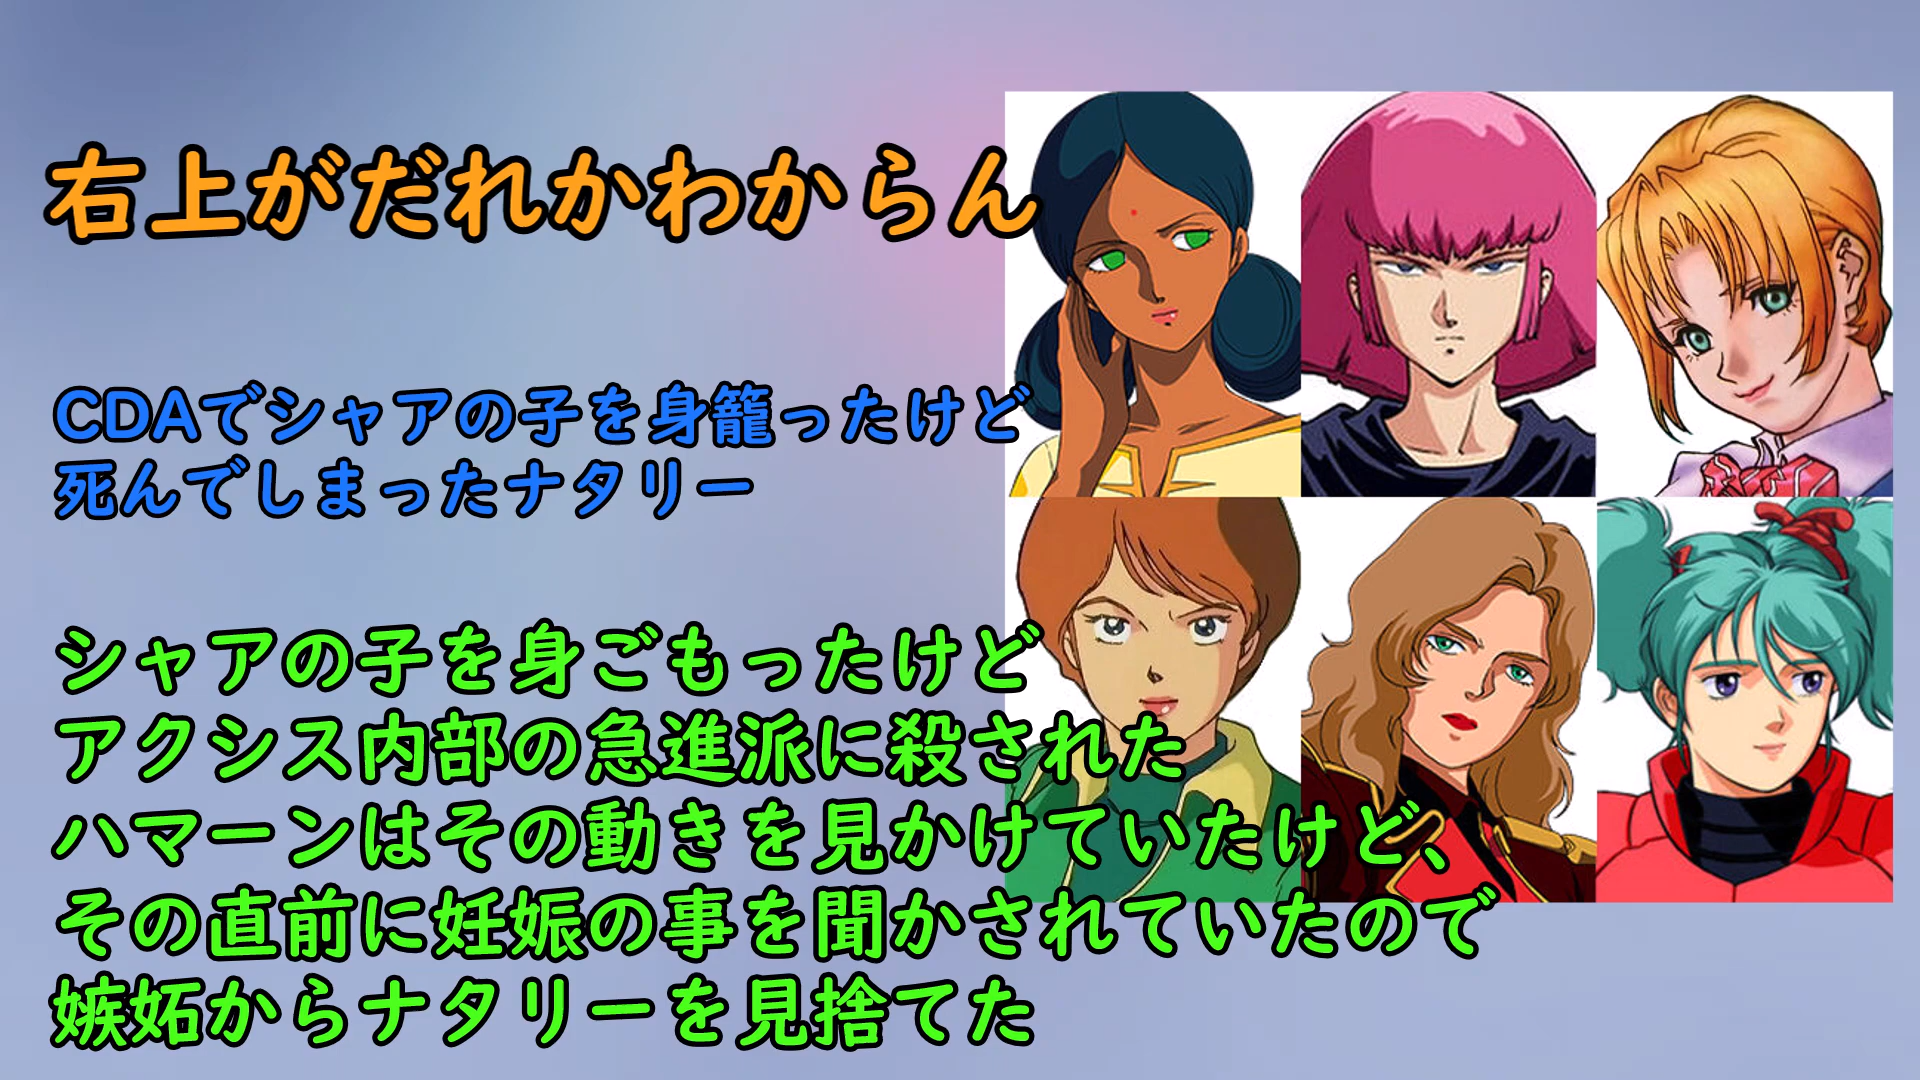 右上がだれかわからん
CDAでシャアの子を身籠ったけど
死んでしまったナタリー
シャアの子を身ごもったけど
アクシス内部の急進派に殺された
ハマーンはその動きを見かけていたけど、
その直前に妊娠の事を聞かされていたので
嫉妬からナタリーを見捨てた